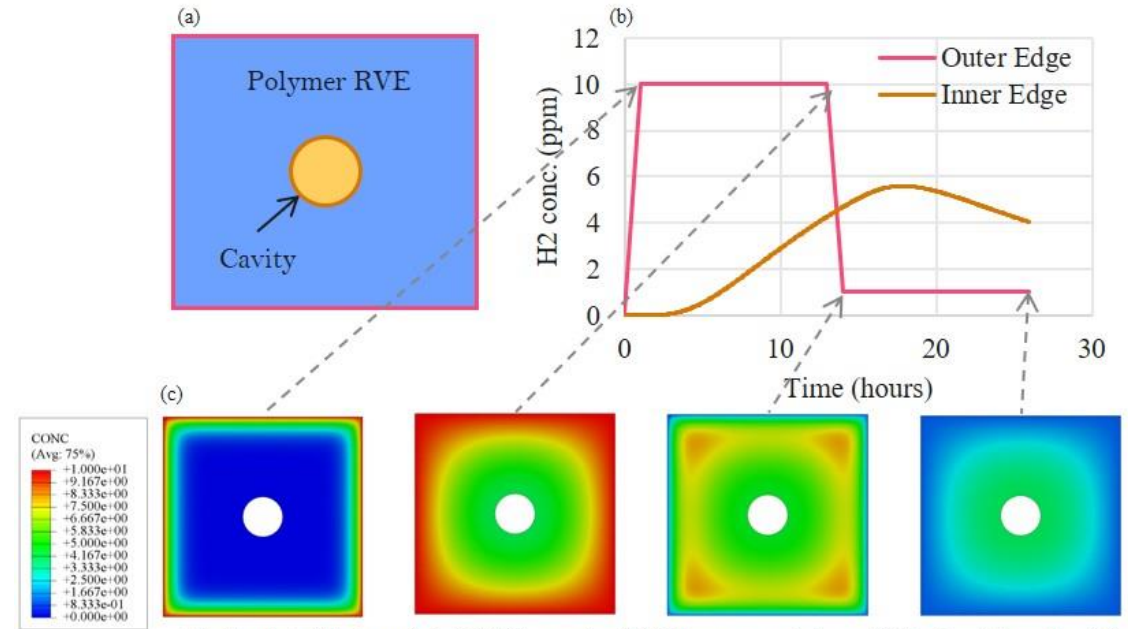 (a)
Polymer RVE
Cavity
(b)
H2 conc. (ppm)
12
10
8
6
4
2
0
Outer Edge
Inner Edge
0
10
20
30
Time (hours)
(c)
CONC
(Avg: 75%)
+1.000e+01
+9.167e+00
+8.333e+00
+7.500e+00
+6.667e+00
+5.833e+00
+5.000e+00
+4.167e+00
+3.333e+00
+2.500e+00
+1.667e+00
+8.333e-01
+0.000e+00